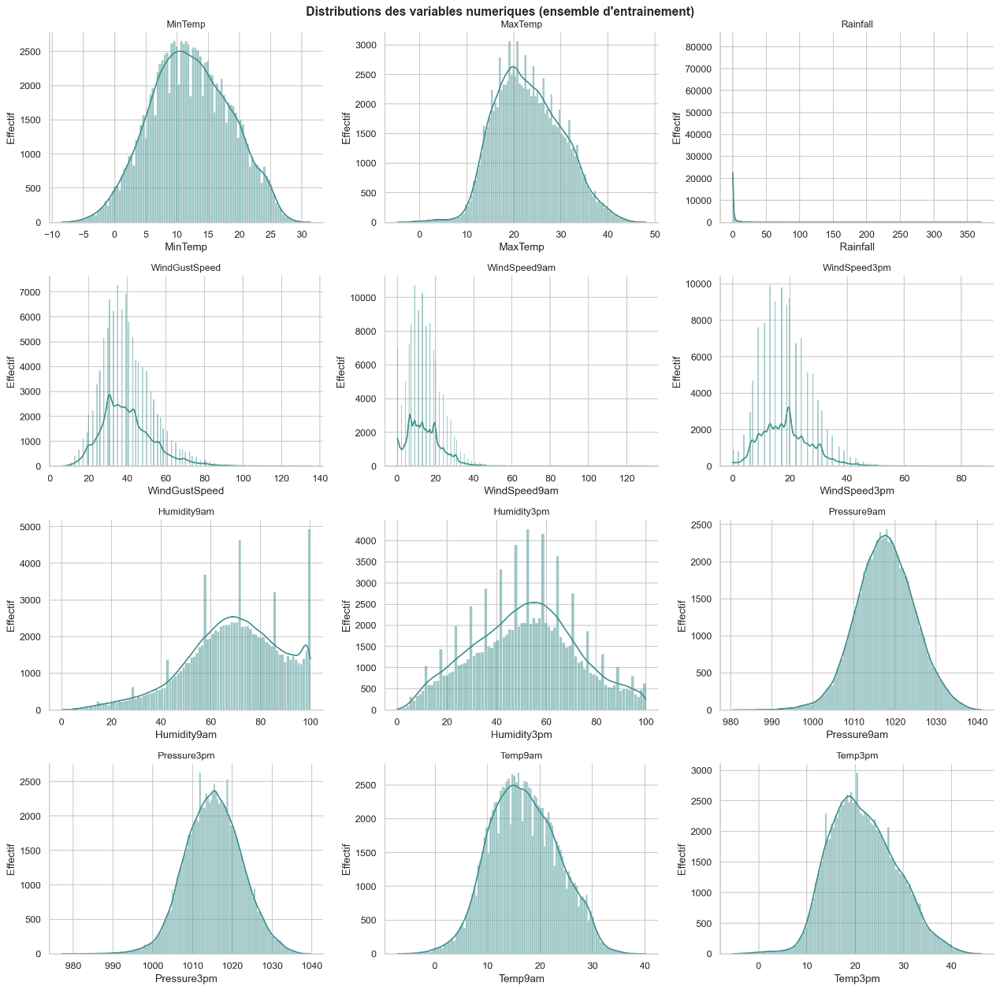 Distributions des variables numeriques (ensemble d'entrainement)
MinTemp MaxTemp Rainfall
Effectif
2500
2000
1500
1000
500
0
−10 −5 0 5 10 15 20 25 30
MinTemp
Effectif
3000
2500
2000
1500
1000
500
0
0 10 20 30 40 50
MaxTemp
Effectif
80000
70000
60000
50000
40000
30000
20000
10000
0
0 50 100 150 200 250 300 350
Rainfall
WindGustSpeed WindSpeed9am WindSpeed3pm
Effectif
7000
6000
5000
4000
3000
2000
1000
0
0 20 40 60 80 100 120 140
WindGustSpeed
Effectif
10000
8000
6000
4000
2000
0
0 20 40 60 80 100 120
WindSpeed9am
Effectif
10000
8000
6000
4000
2000
0
0 20 40 60 80
WindSpeed3pm
Humidity9am Humidity3pm Pressure9am
Effectif
5000
4000
3000
2000
1000
0
0 20 40 60 80 100
Humidity9am
Effectif
4000
3500
3000
2500
2000
1500
1000
500
0
0 20 40 60 80 100
Humidity3pm
Effectif
2500
2000
1500
1000
500
0
980 990 1000 1010 1020 1030 1040
Pressure9am
Pressure3pm Temp9am Temp3pm
Effectif
2500
2000
1500
1000
500
0
980 990 1000 1010 1020 1030 1040
Pressure3pm
Effectif
2500
2000
1500
1000
500
0
0 10 20 30 40
Temp9am
Effectif
3000
2500
2000
1500
1000
500
0
0 10 20 30 40
Temp3pm